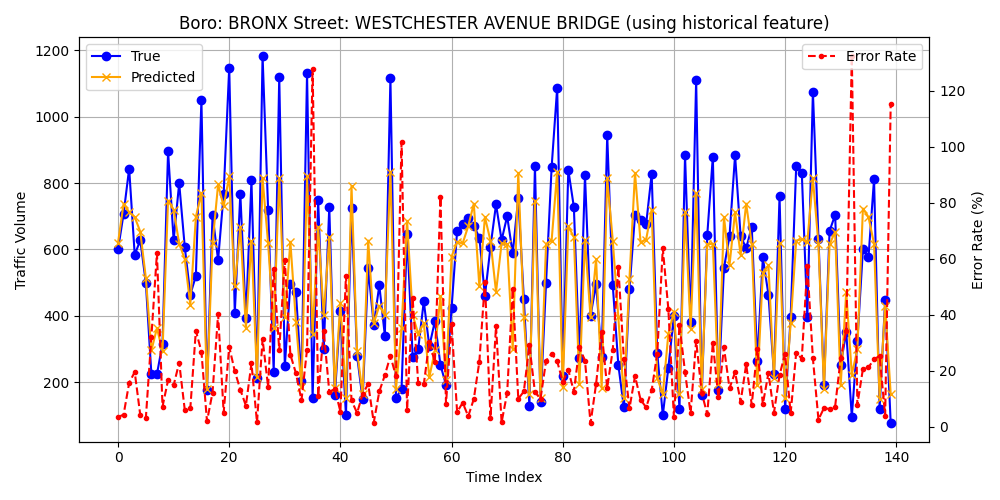 Boro: BRONX Street: WESTCHESTER AVENUE BRIDGE (using historical feature)
True
Predicted
Error Rate
Traffic Volume
1200
1000
800
600
400
200
120
100
80
60
40
20
0
Error Rate (%)
0 20 40 60 80 100 120 140
Time Index